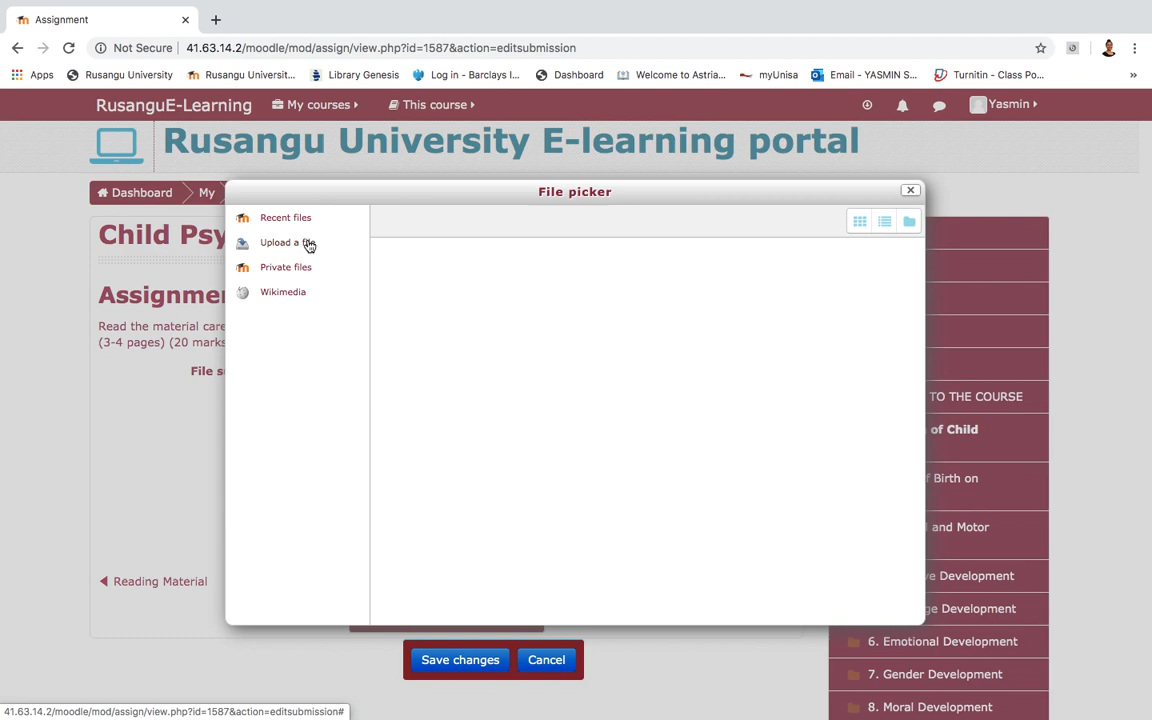 Assignment
Not Secure
41.63.14.2/moodle/mod/assign/view.php?id=1587&action=editsubmission
Apps
Rusangu University
Rusangu Universit...
Library Genesis
Log in - Barclays I...
Dashboard
Welcome to Astria...
myUnisa
Email - YASMIN S...
Turnitin - Class Po...
RusanguE-Learning
My courses
This course
Yasmin
Rusangu University E-learning portal
Dashboard
My
File picker
Recent files
Upload a file
Private files
Wikimedia
Child Psy
Assignme
Read the material care
(3-4 pages) (20 marks
File s
Reading Material
TO THE COURSE
of Child
f Birth on
and Motor
ve Development
ge Development
6. Emotional Development
7. Gender Development
8. Moral Development
Save changes
Cancel
41.63.14.2/moodle/mod/assign/view.php?id=1587&action=editsubmission#